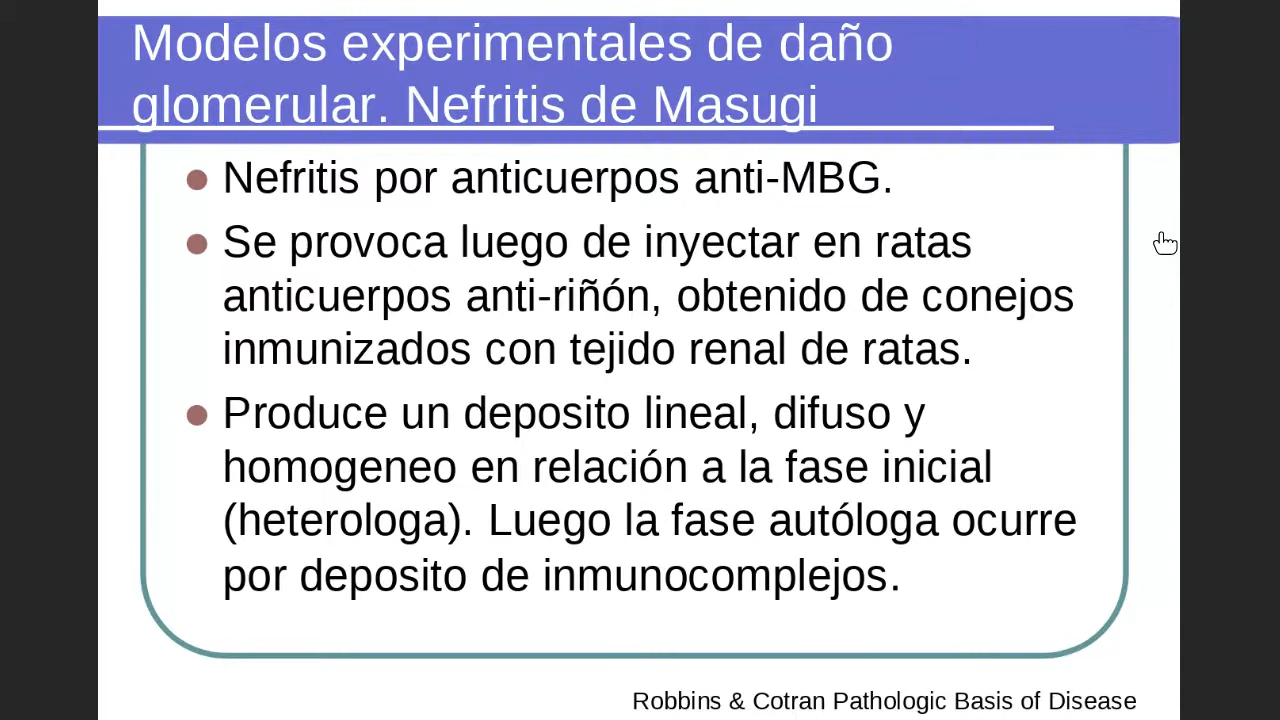 Modelos experimentales de daño
glomerular. Nefritis de Masugi
Nefritis por anticuerpos anti-MBG.
Se provoca luego de inyectar en ratas
anticuerpos anti-riñón, obtenido de conejos
inmunizados con tejido renal de ratas.
Produce un deposito lineal, difuso y
homogeneo en relación a la fase inicial
(heterologa). Luego la fase autóloga ocurre
por deposito de inmunocomplejos.
Robbins & Cotran Pathologic Basis of Disease